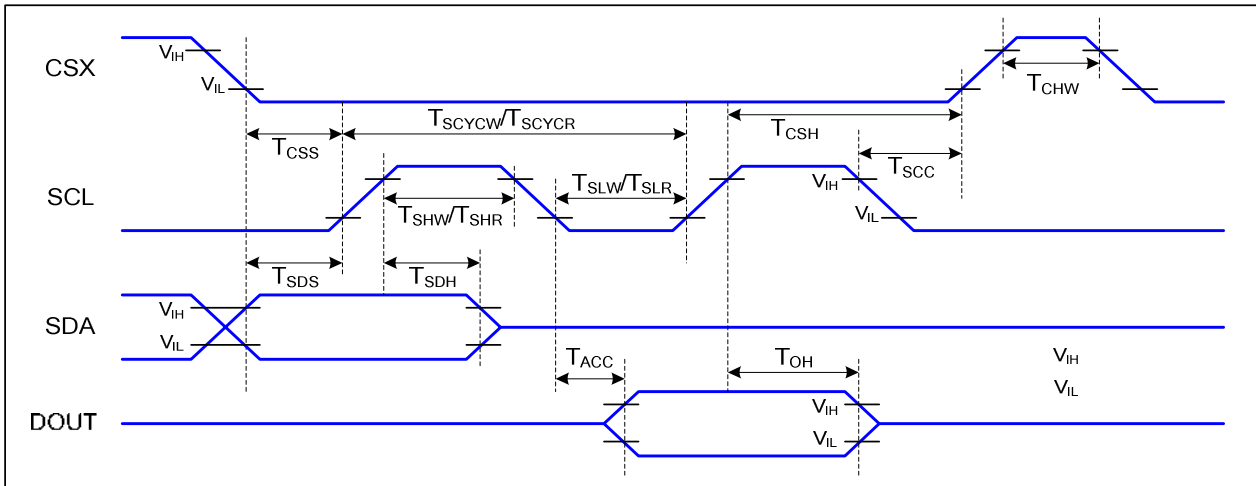 CSX
VIH
VIL
TCHW
TSCYCW/TSCYCR
TCSH
TCSS
TSCC
SCL
TSLW/TSLR
VIH
TSHW/TSHR
VIL
TSDS
TSDH
SDA
VIH
VIL
TACC
TOH
VIH
VIL
DOUT
VIH
VIL